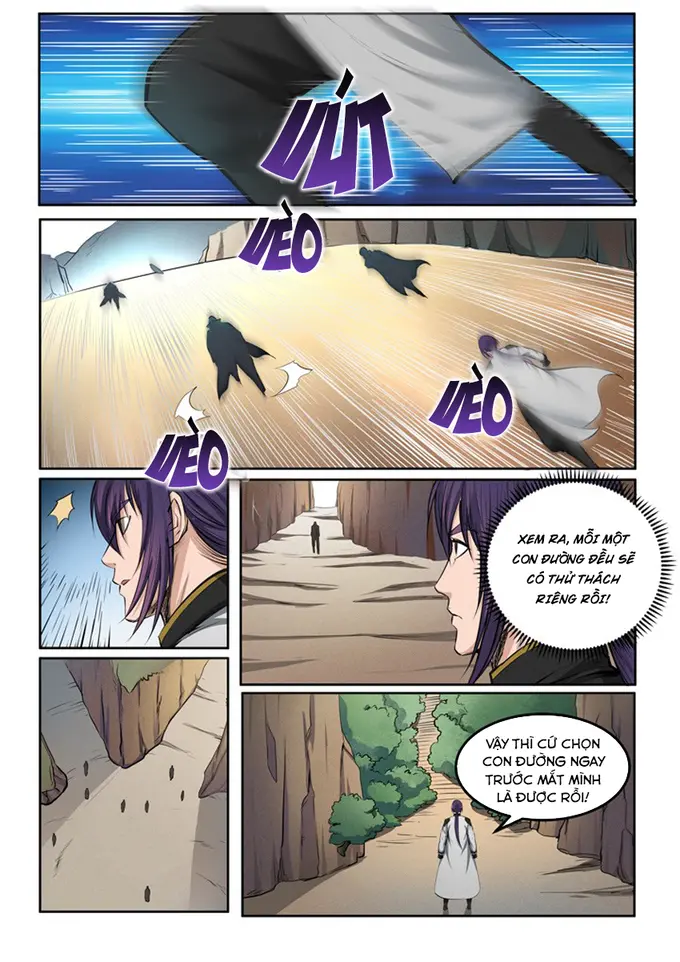 VÚT
VÈO
VÈO
VÈO
XEM RA, MỖI MỘT
CON ĐƯỜNG ĐỀU SẼ
CÓ THỬ THÁCH
RIÊNG RỒI!
VẬY THÌ CỨ CHỌN
CON ĐƯỜNG NGAY
TRƯỚC MẮT MÌNH
LÀ ĐƯỢC RỒI!